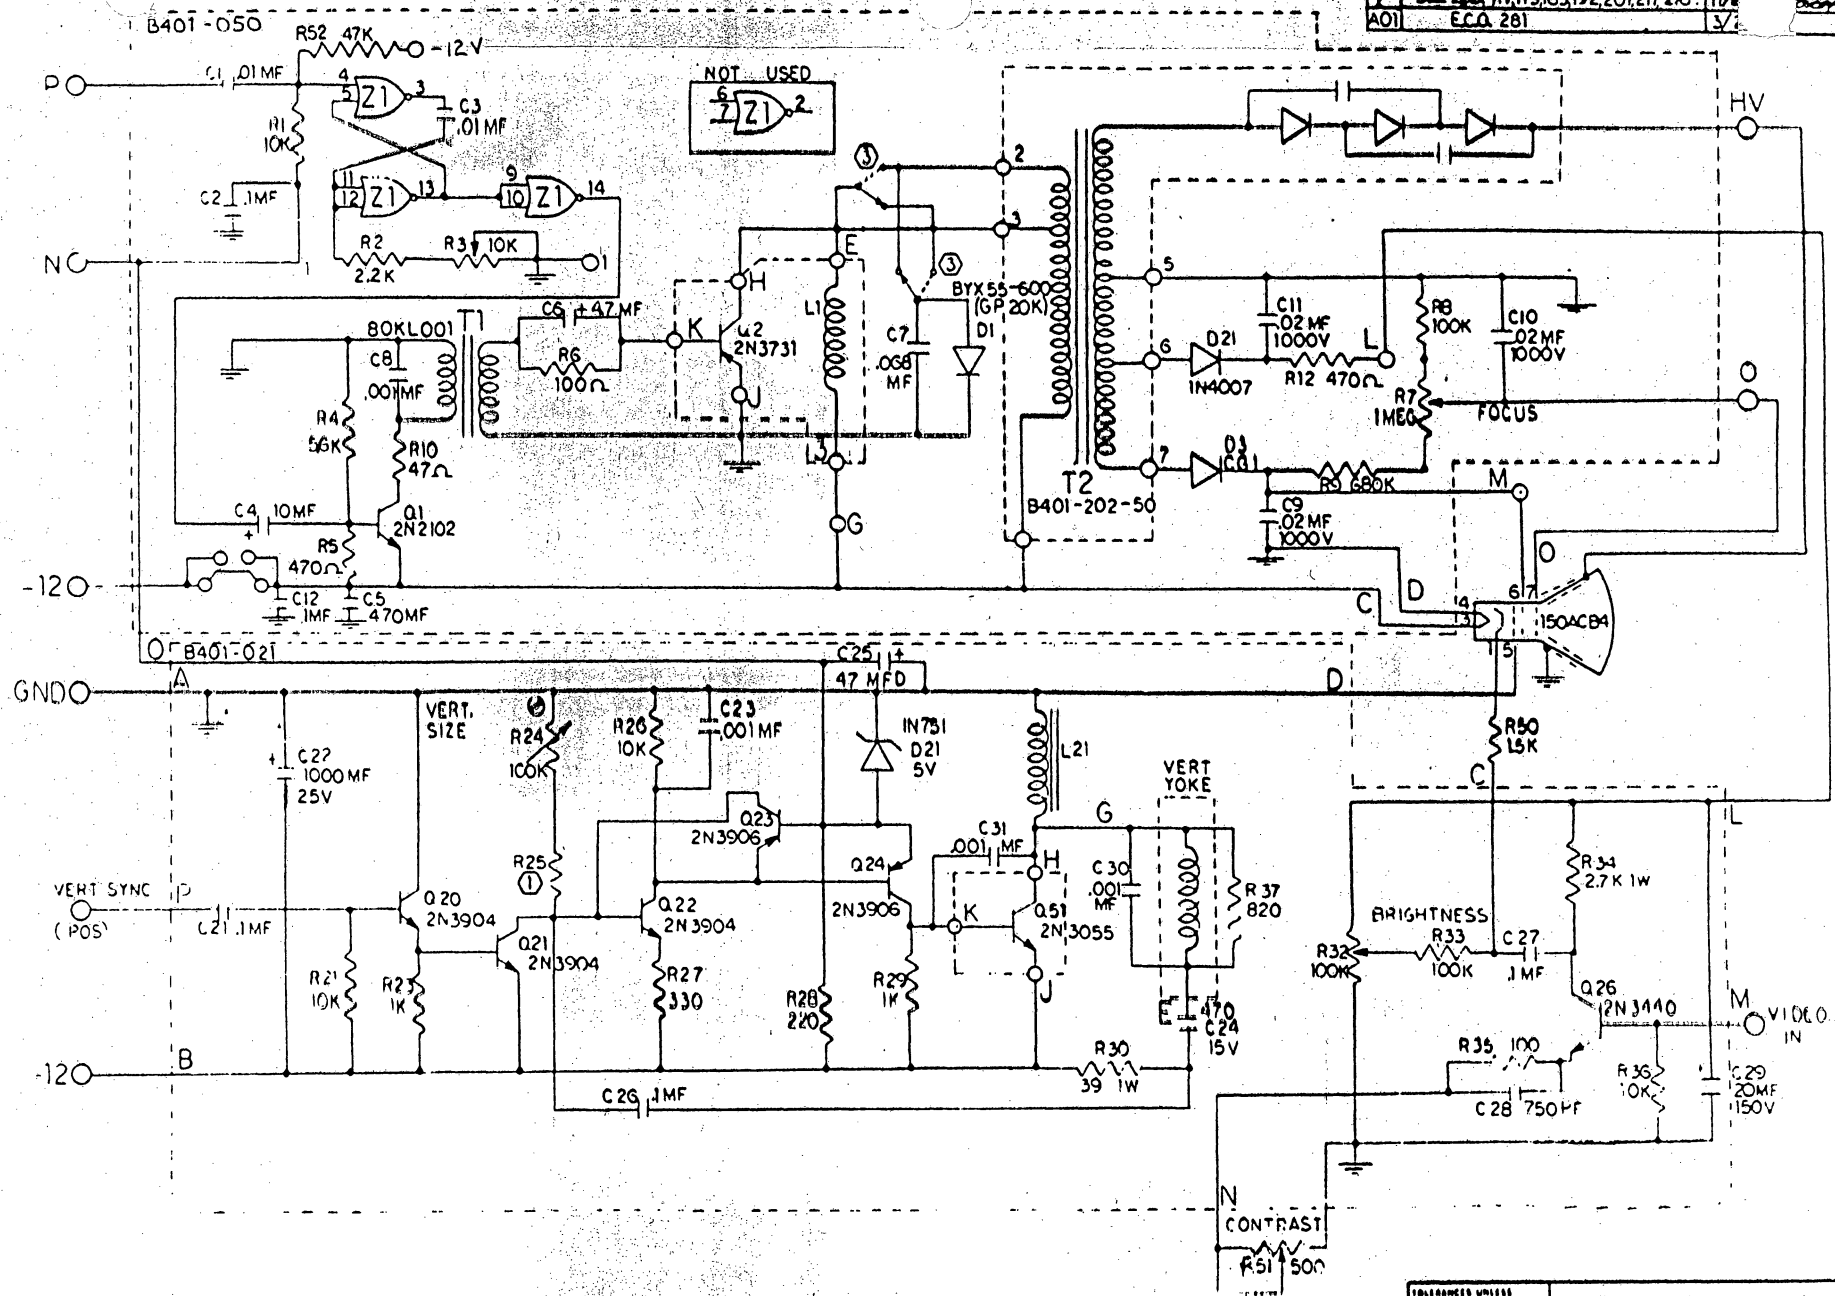 B401-050
R52 47K
-12V
A01 E.C.O. 281 3/
P
C1 .01MF
4
5
Z1
3
C3
.01MF
R1
10K
NOT USED
6
7
Z1
2
HV
C2 .1MF
11
12
Z1
13
9
10
Z1
14
3
2
3
N
R2
2.2K
R3 10K
1
E
H
3
BYX55-600
(GP 20K)
D1
5
80KL001
T1
C6 + 47MF
R6
100Ω
K
Q2
2N3731
J
L1
C7
.068
MF
C11
.02MF
1000V
R8
100K
C10
.02MF
1000V
C8
.001MF
6
D21
1N4007
R12 470Ω
L
R7
1MEG
FOCUS
O
R4
56K
R10
47Ω
J
7
T2
B401-202-50
R9 680K
M
C4 10MF
+
Q1
2N2102
G
C9
.02MF
1000V
R5
470Ω
O
-12
C12
.1MF
C5
470MF
C
D
4
3
6 7
150ACB4
1 5
O
B401-021
C25 +
47 MFD
A
GND
D
VERT.
SIZE
R24
100K
R26
10K
C23
.001MF
1N751
D21
5V
L21
R50
1.5K
C
+ C22
1000MF
25V
VERT
YOKE
G
L
Q23
2N3906
C31
.001 MF
H
R25
1
Q24
2N3906
C30
.001
MF
R37
820
R34
2.7K 1W
VERT SYNC
(POS)
P
C21 .1MF
Q20
2N3904
Q22
2N3904
K
Q51
2N3055
BRIGHTNESS
R33
100K
C27
.1MF
Q21
2N3904
R32
100K
R21
10K
R23
1K
R27
330
R28
220
R29
1K
J
E
470
C24
15V
Q26
2N3440
M
VIDEO
IN
-12
B
R30
39 1W
R35 100
R36
10K
C29
20MF
150V
C26 .1MF
C28 750PF
N
CONTRAST
R51 500